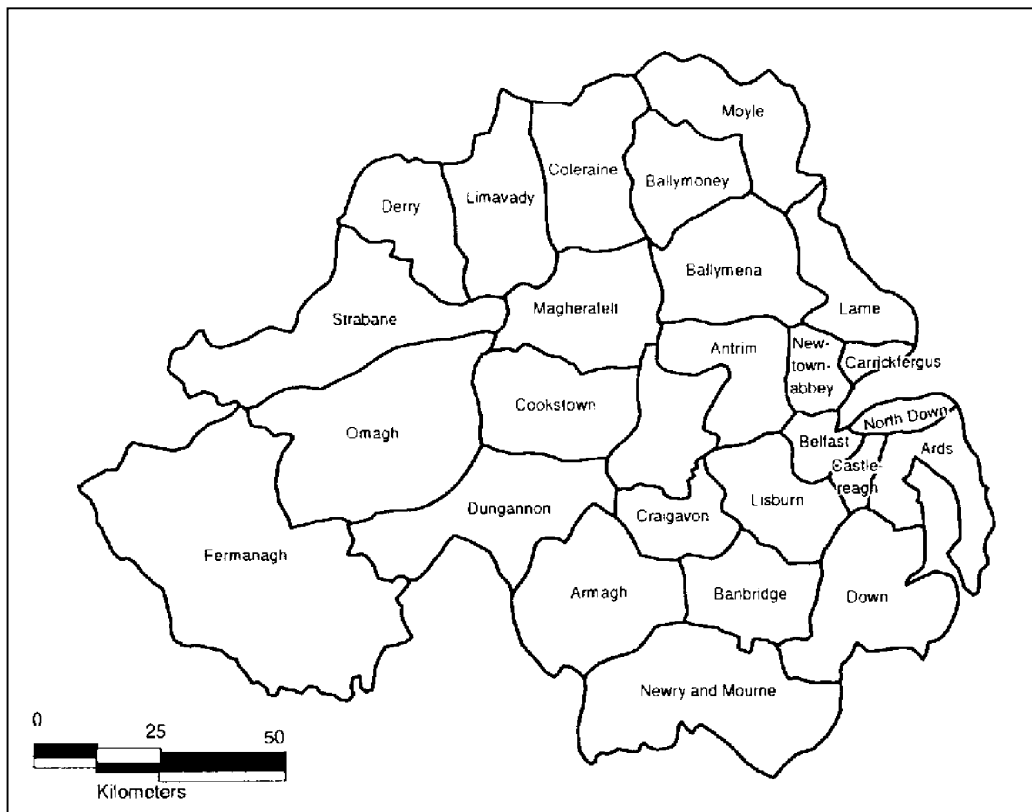 Moyle
Coleraine
Ballymoney
Limavady
Derry
Ballymena
Magherafelt
Larne
Strabane
Antrim
New-
town-
abbey
Carrickfergus
Cookstown
North Down
Omagh
Belfast
Ards
Castle-
reagh
Lisburn
Dungannon
Craigavon
Fermanagh
Armagh
Banbridge
Down
Newry and Mourne
0
25
50
Kilometers